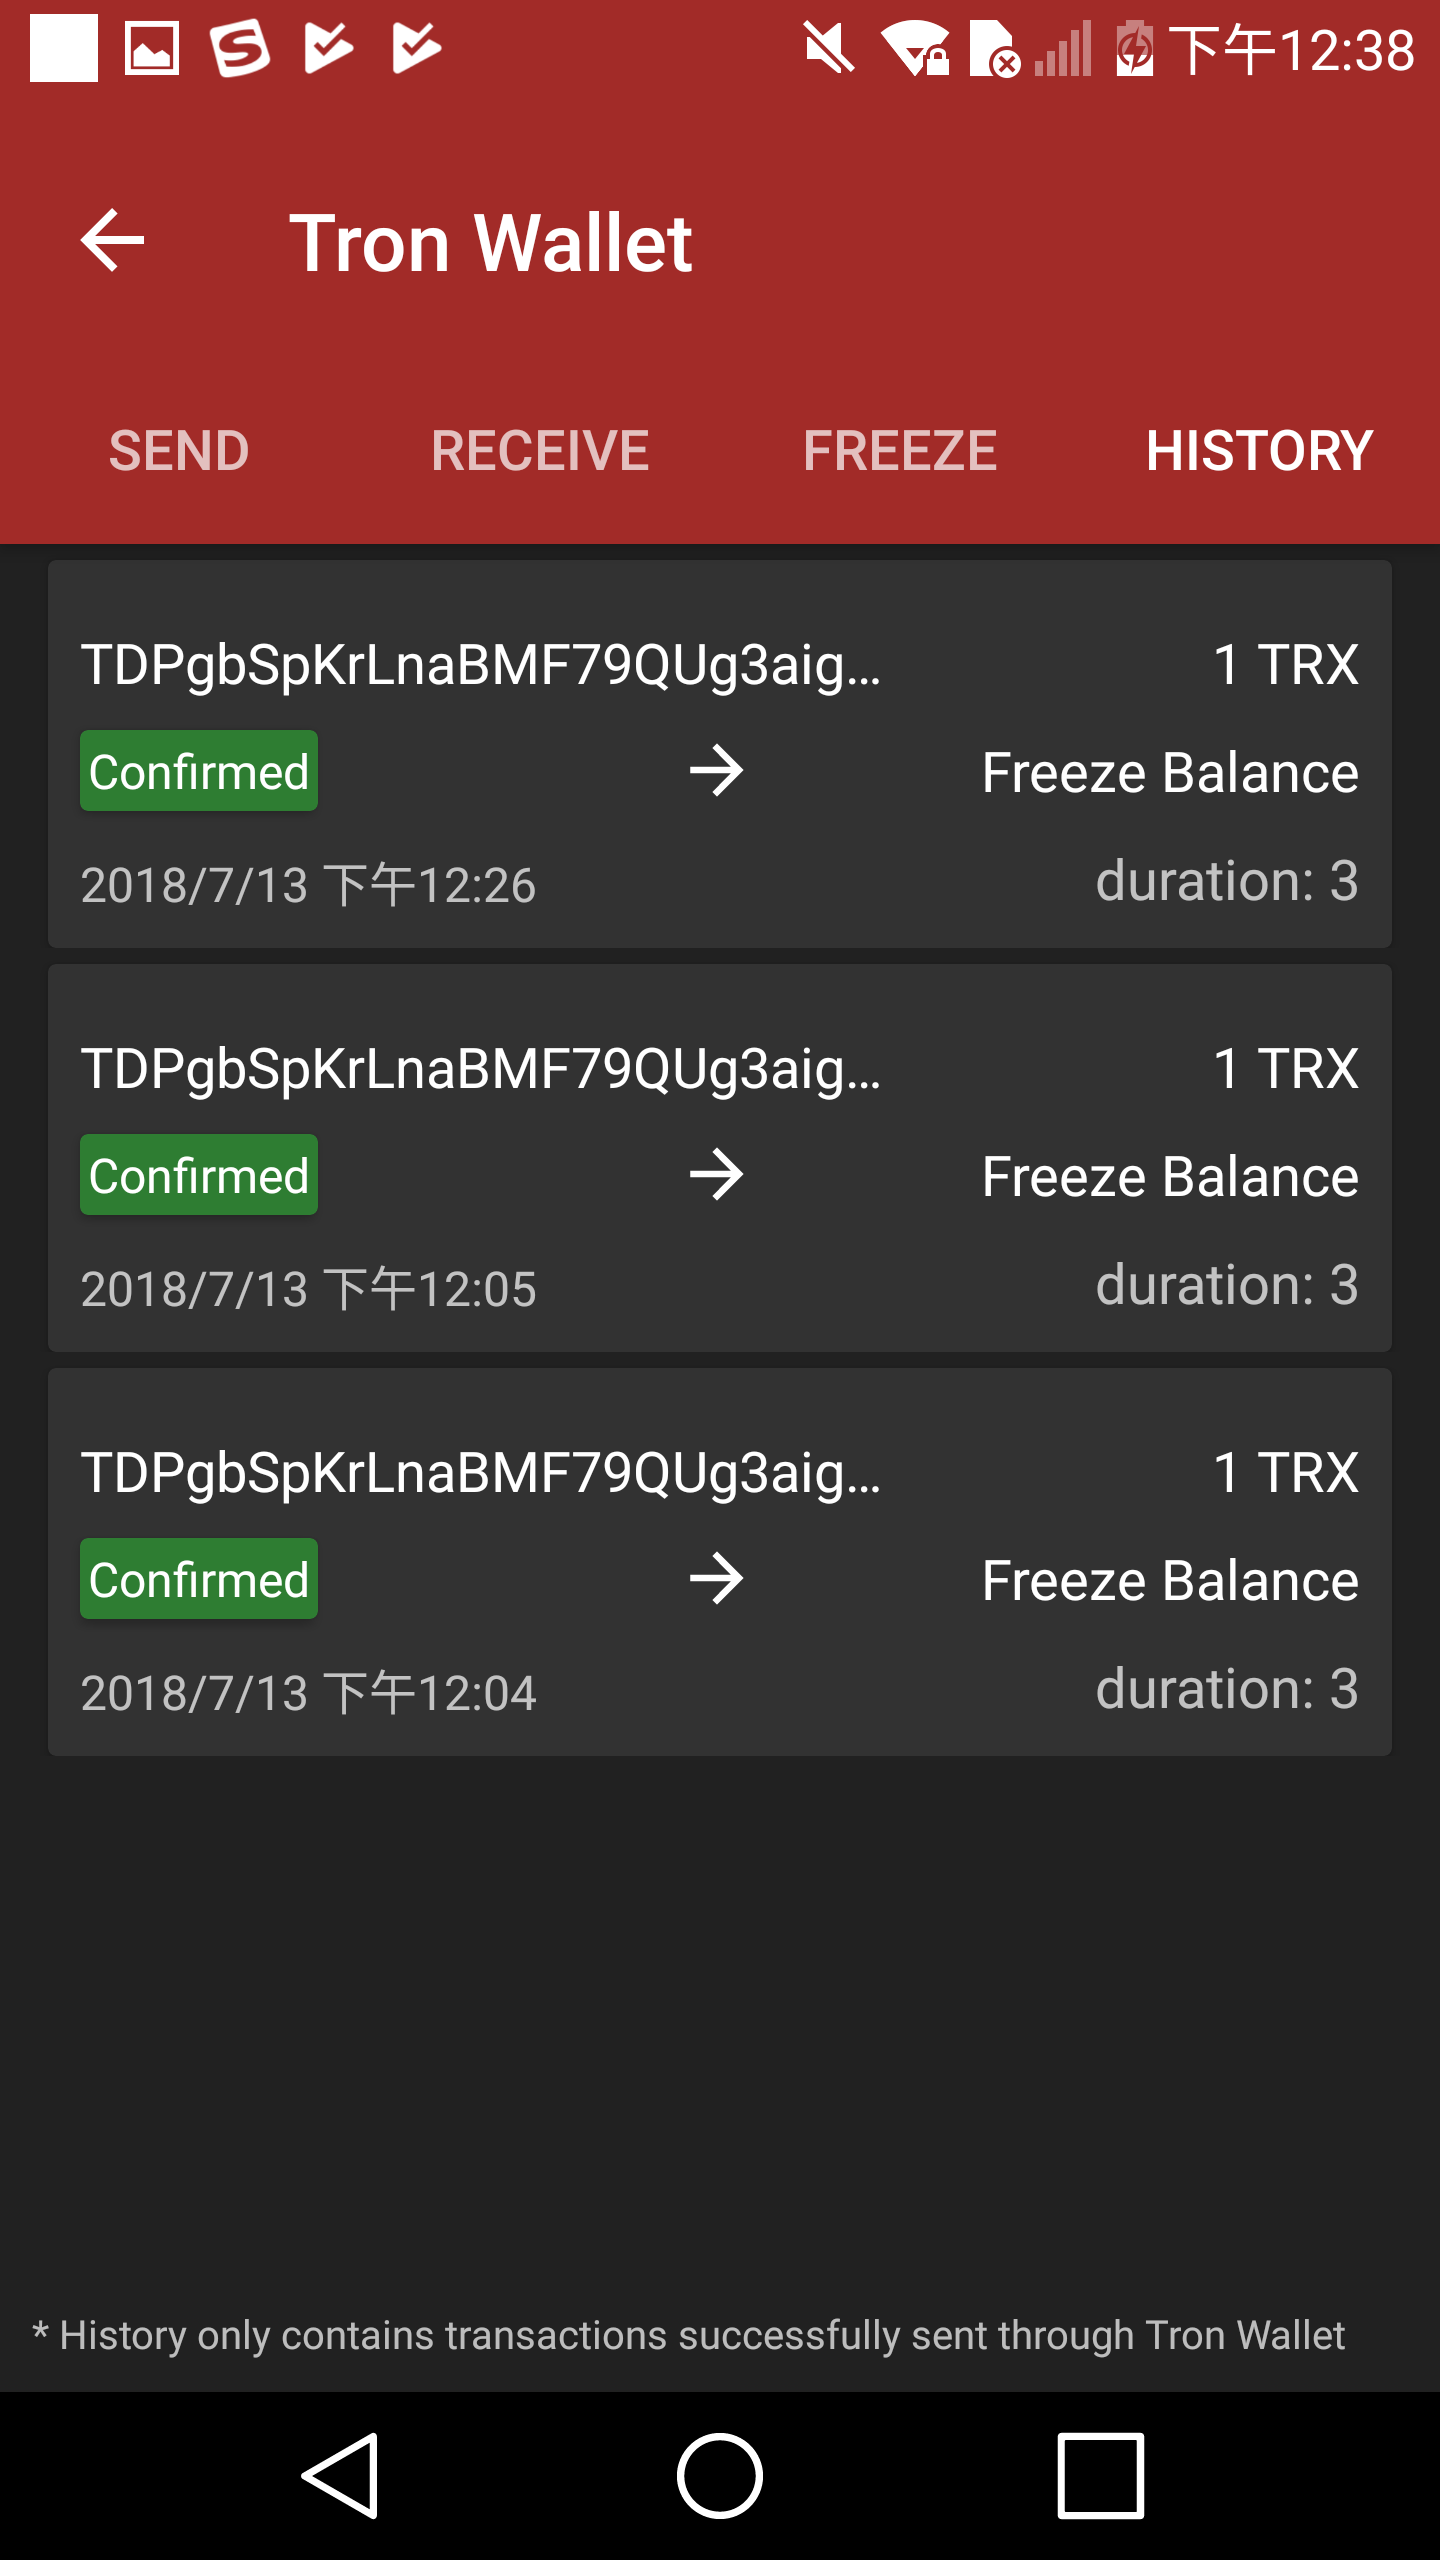 下午12:38
Tron Wallet
SEND RECEIVE FREEZE HISTORY
TDPgbSpKrLnaBMF79QUg3aig... 1 TRX
Confirmed Freeze Balance
2018/7/13 下午12:26 duration: 3
TDPgbSpKrLnaBMF79QUg3aig... 1 TRX
Confirmed Freeze Balance
2018/7/13 下午12:05 duration: 3
TDPgbSpKrLnaBMF79QUg3aig... 1 TRX
Confirmed Freeze Balance
2018/7/13 下午12:04 duration: 3
* History only contains transactions successfully sent through Tron Wallet